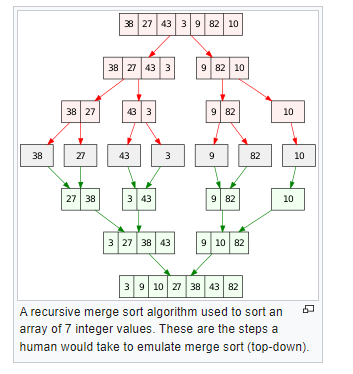 38 27 43 3 9 82 10
38 27 43 3 9 82 10
38 27 43 3 9 82 10
38 27 43 3 9 82 10
27 38 3 43 9 82 10
3 27 38 43 9 10 82
3 9 10 27 38 43 82
A recursive merge sort algorithm used to sort an
array of 7 integer values. These are the steps a
human would take to emulate merge sort (top-down).